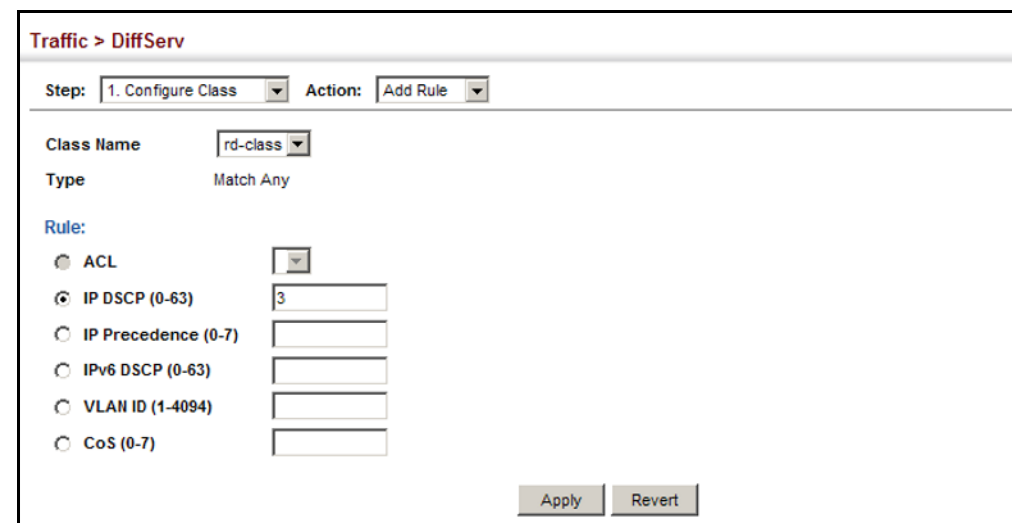 Traffic > DiffServ
Step: 1. Configure Class Action: Add Rule
Class Name rd-class
Type Match Any
Rule:
ACL
IP DSCP (0-63) 3
IP Precedence (0-7)
IPv6 DSCP (0-63)
VLAN ID (1-4094)
CoS (0-7)
Apply Revert